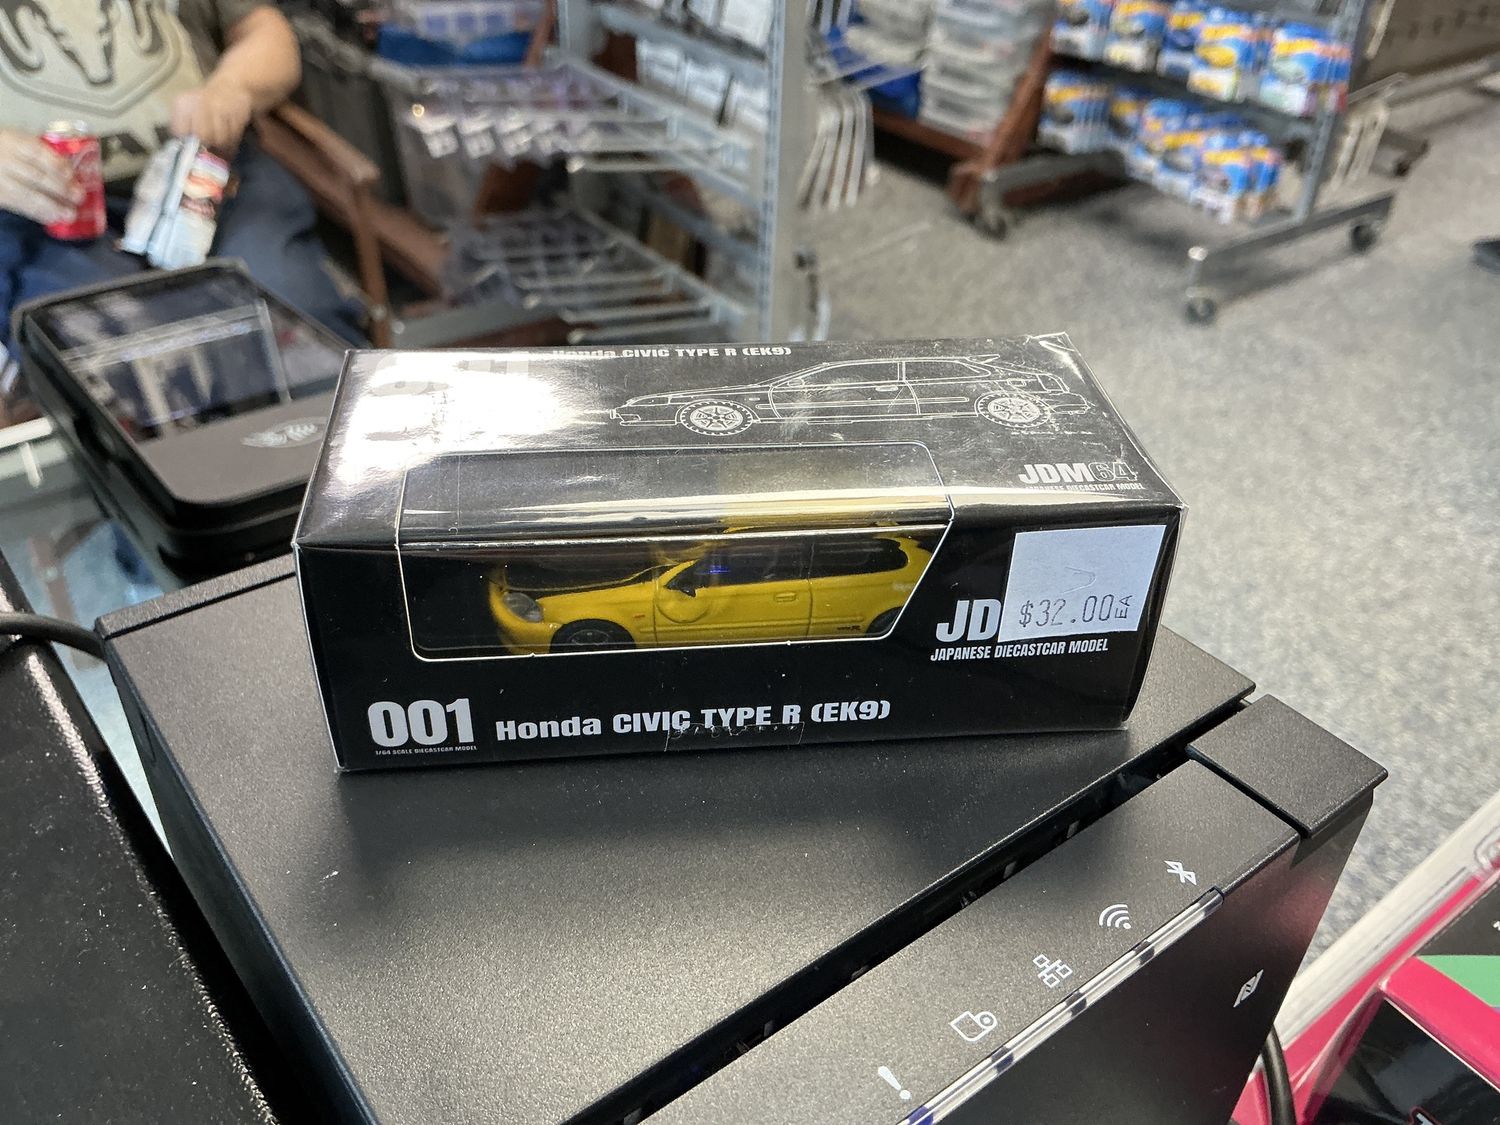 Honda CIVIC TYPE R (EK9)
JDM64
JAPANESE DIECASTCAR MODEL
$32.00EA
JD
JAPANESE DIECASTCAR MODEL
001
1/64 SCALE DIECASTCAR MODEL
Honda CIVIC TYPE R (EK9)